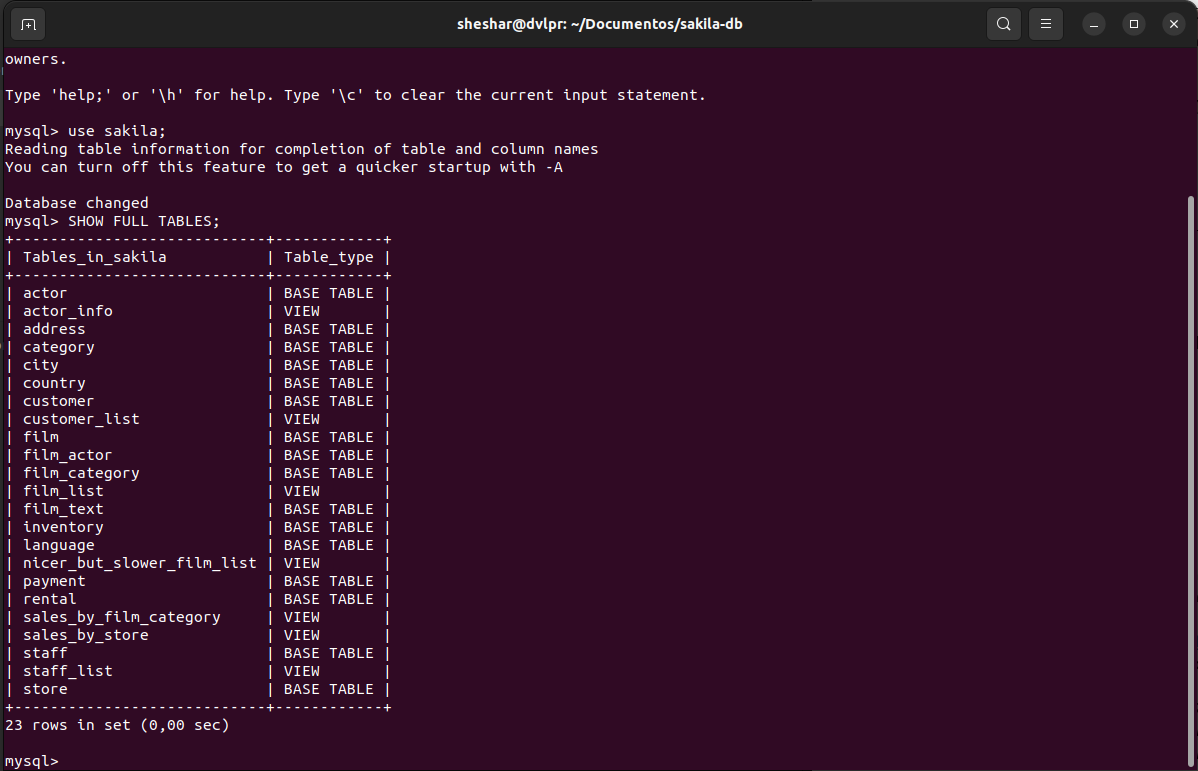 sheshar@dvlpr: ~/Documentos/sakila-db
owners.
Type 'help;' or '\h' for help. Type '\c' to clear the current input statement.
mysql> use sakila;
Reading table information for completion of table and column names
You can turn off this feature to get a quicker startup with -A
Database changed
mysql> SHOW FULL TABLES;
+----------------------------+------------+
| Tables_in_sakila           | Table_type |
+----------------------------+------------+
| actor                      | BASE TABLE |
| actor_info                 | VIEW       |
| address                    | BASE TABLE |
| category                   | BASE TABLE |
| city                       | BASE TABLE |
| country                    | BASE TABLE |
| customer                   | BASE TABLE |
| customer_list              | VIEW       |
| film                       | BASE TABLE |
| film_actor                 | BASE TABLE |
| film_category              | BASE TABLE |
| film_list                  | VIEW       |
| film_text                  | BASE TABLE |
| inventory                  | BASE TABLE |
| language                   | BASE TABLE |
| nicer_but_slower_film_list | VIEW       |
| payment                    | BASE TABLE |
| rental                     | BASE TABLE |
| sales_by_film_category     | VIEW       |
| sales_by_store             | VIEW       |
| staff                      | BASE TABLE |
| staff_list                 | VIEW       |
| store                      | BASE TABLE |
+----------------------------+------------+
23 rows in set (0,00 sec)
mysql>